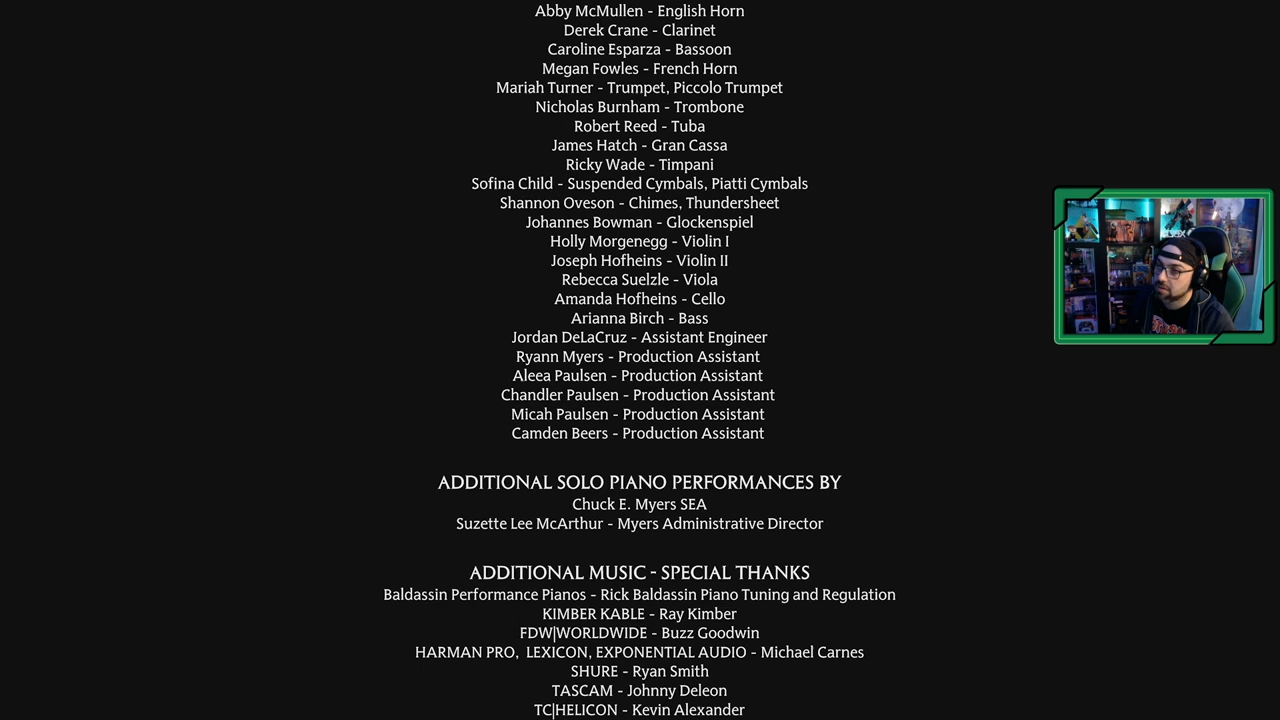 Abby McMullen - English Horn
Derek Crane - Clarinet
Caroline Esparza - Bassoon
Megan Fowles - French Horn
Mariah Turner - Trumpet, Piccolo Trumpet
Nicholas Burnham - Trombone
Robert Reed - Tuba
James Hatch - Gran Cassa
Ricky Wade - Timpani
Sofina Child - Suspended Cymbals, Piatti Cymbals
Shannon Oveson - Chimes, Thundersheet
Johannes Bowman - Glockenspiel
Holly Morgenegg - Violin I
Joseph Hofheins - Violin II
Rebecca Suelzle - Viola
Amanda Hofheins - Cello
Arianna Birch - Bass
Jordan DeLaCruz - Assistant Engineer
Ryann Myers - Production Assistant
Aleea Paulsen - Production Assistant
Chandler Paulsen - Production Assistant
Micah Paulsen - Production Assistant
Camden Beers - Production Assistant
ADDITIONAL SOLO PIANO PERFORMANCES BY
Chuck E. Myers SEA
Suzette Lee McArthur - Myers Administrative Director
ADDITIONAL MUSIC - SPECIAL THANKS
Baldassin Performance Pianos - Rick Baldassin Piano Tuning and Regulation
KIMBER KABLE - Ray Kimber
FDW|WORLDWIDE - Buzz Goodwin
HARMAN PRO,  LEXICON, EXPONENTIAL AUDIO - Michael Carnes
SHURE - Ryan Smith
TASCAM - Johnny Deleon
TC|HELICON - Kevin Alexander